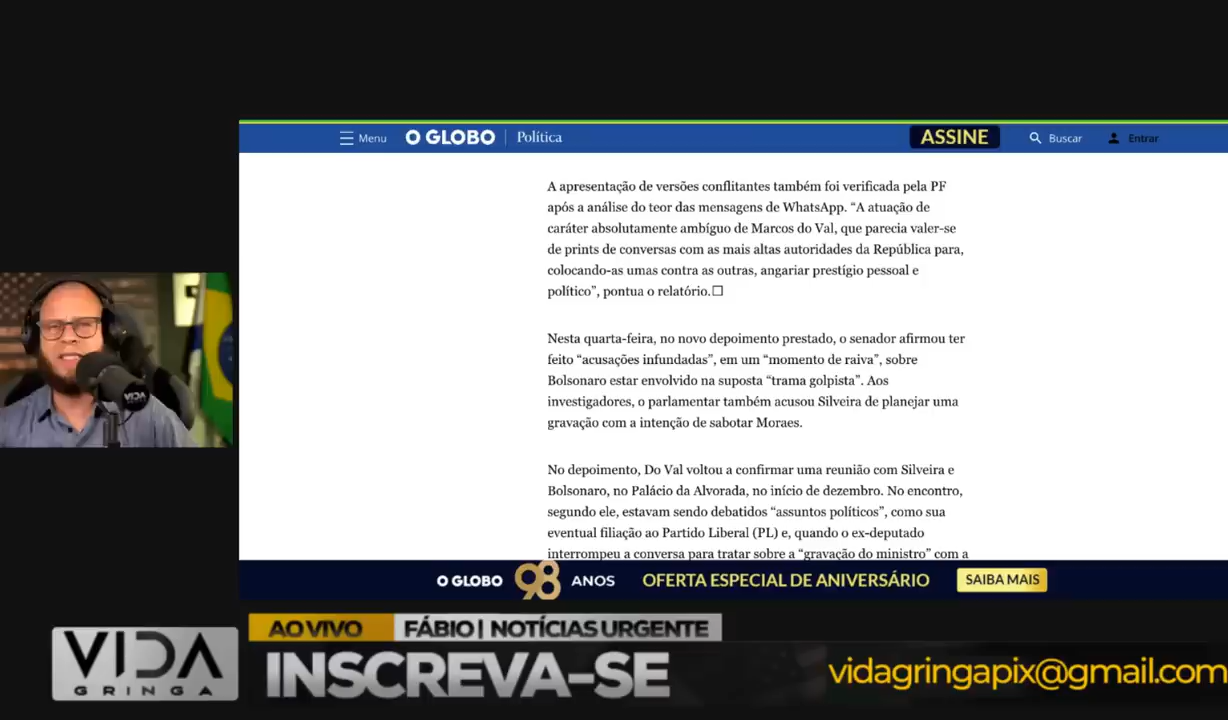 Menu
O GLOBO
Política
ASSINE
Buscar
Entrar
A apresentação de versões conflitantes também foi verificada pela PF
após a análise do teor das mensagens de WhatsApp. “A atuação de
caráter absolutamente ambíguo de Marcos do Val, que parecia valer-se
de prints de conversas com as mais altas autoridades da República para,
colocando-as umas contra as outras, angariar prestígio pessoal e
político”, pontua o relatório.
Nesta quarta-feira, no novo depoimento prestado, o senador afirmou ter
feito “acusações infundadas”, em um “momento de raiva”, sobre
Bolsonaro estar envolvido na suposta “trama golpista”. Aos
investigadores, o parlamentar também acusou Silveira de planejar uma
gravação com a intenção de sabotar Moraes.
No depoimento, Do Val voltou a confirmar uma reunião com Silveira e
Bolsonaro, no Palácio da Alvorada, no início de dezembro. No encontro,
segundo ele, estavam sendo debatidos “assuntos políticos”, como sua
eventual filiação ao Partido Liberal (PL) e, quando o ex-deputado
interrompeu a conversa para tratar sobre a “gravação do ministro” com a
O GLOBO 98 ANOS OFERTA ESPECIAL DE ANIVERSÁRIO SAIBA MAIS
VIDA
AO VIVO FÁBIO | NOTÍCIAS URGENTE
VIDA
GRINGA
INSCREVA-SE
vidagringapix@gmail.com